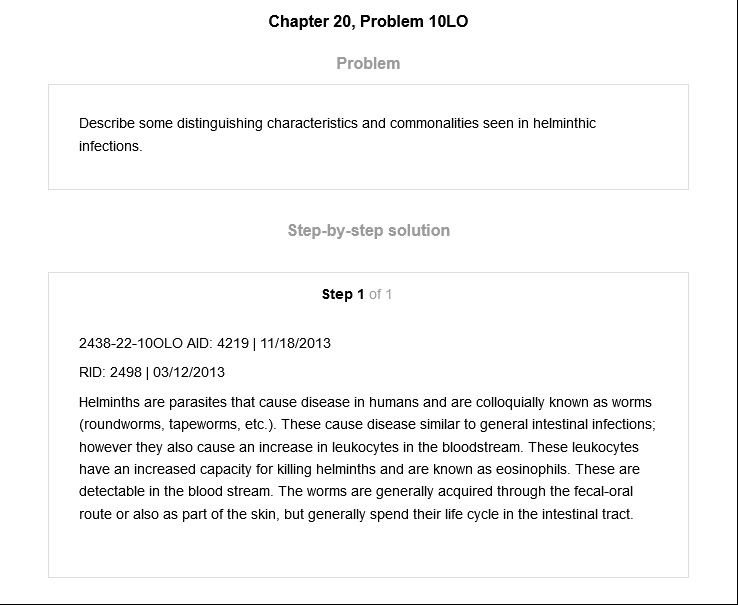 Chapter 20, Problem 10LO
Problem
Describe some distinguishing characteristics and commonalities seen in helminthic
infections.
Step-by-step solution
Step 1 of 1
2438-22-10OLO AID: 4219 | 11/18/2013
RID: 2498 | 03/12/2013
Helminths are parasites that cause disease in humans and are colloquially known as worms
(roundworms, tapeworms, etc.). These cause disease similar to general intestinal infections;
however they also cause an increase in leukocytes in the bloodstream. These leukocytes
have an increased capacity for killing helminths and are known as eosinophils. These are
detectable in the blood stream. The worms are generally acquired through the fecal-oral
route or also as part of the skin, but generally spend their life cycle in the intestinal tract.